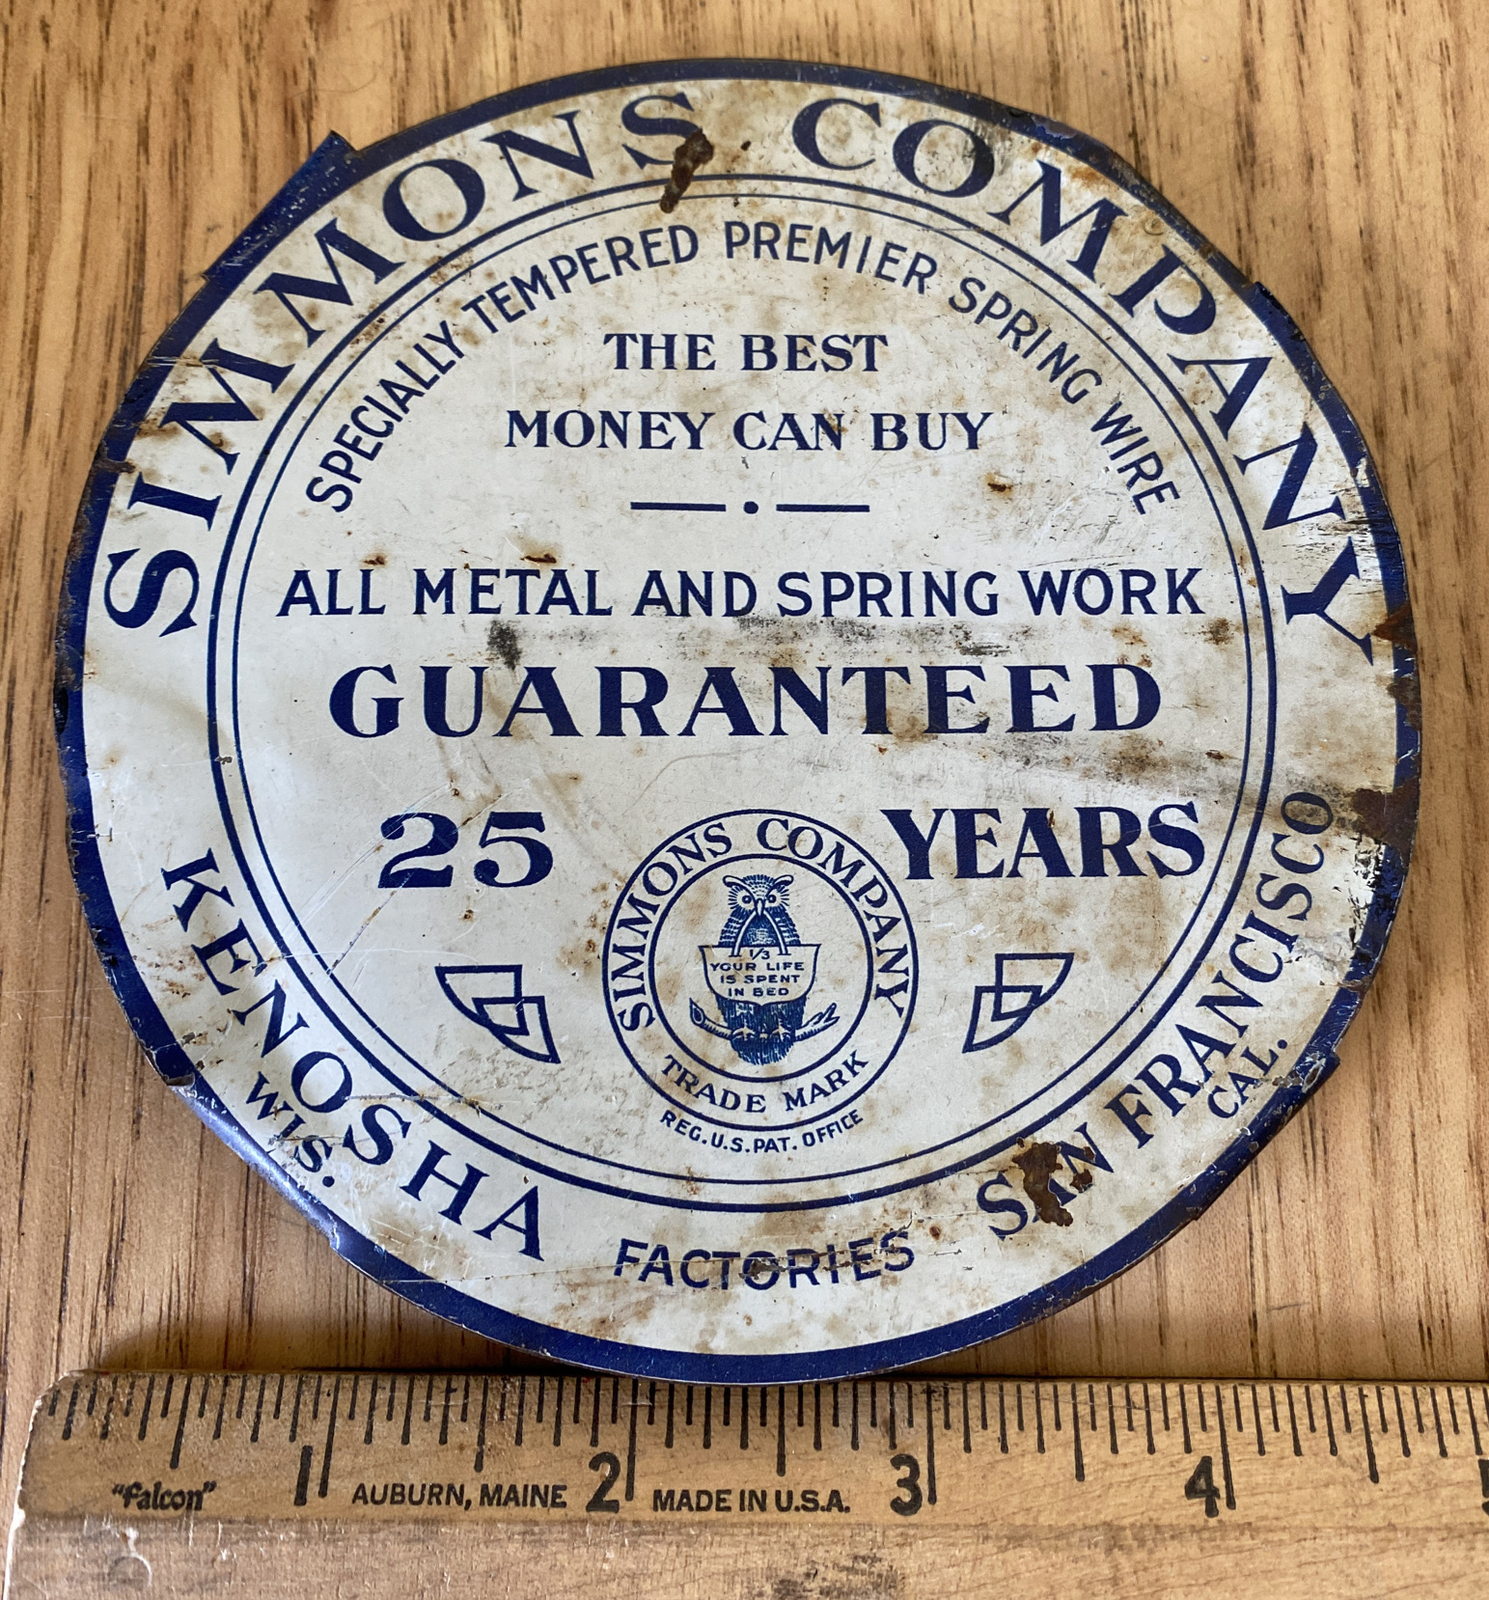 SIMMONS COMPANY
SPECIALLY TEMPERED PREMIER SPRING WIRE
THE BEST
MONEY CAN BUY
ALL METAL AND SPRING WORK
GUARANTEED
25 YEARS
SIMMONS COMPANY
1/3
YOUR LIFE
IS SPENT
IN BED
TRADE MARK
REG. U.S. PAT. OFFICE
KENOSHA
WIS.
FACTORIES
SAN FRANCISCO
CAL.
1 2 3 4 5
"Falcon" AUBURN, MAINE MADE IN U.S.A.